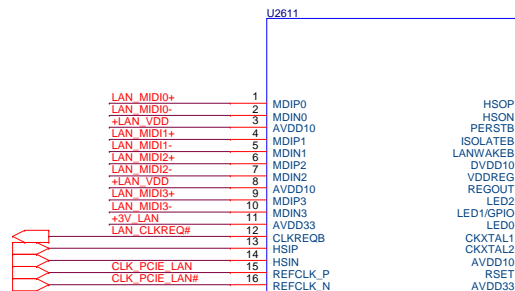 U2611
LAN_MIDI0+ 1 MDIP0 HSOP
LAN_MIDI0- 2 MDIN0 HSON
+LAN_VDD 3 AVDD10 PERSTB
LAN_MIDI1+ 4 MDIP1 ISOLATEB
LAN_MIDI1- 5 MDIN1 LANWAKEB
LAN_MIDI2+ 6 MDIP2 DVDD10
LAN_MIDI2- 7 MDIN2 VDDREG
+LAN_VDD 8 AVDD10 REGOUT
LAN_MIDI3+ 9 MDIP3 LED2
LAN_MIDI3- 10 MDIN3 LED1/GPIO
+3V_LAN 11 AVDD33 LED0
LAN_CLKREQ# 12 CLKREQB CKXTAL1
13 HSIP CKXTAL2
14 HSIN AVDD10
CLK_PCIE_LAN 15 REFCLK_P RSET
CLK_PCIE_LAN# 16 REFCLK_N AVDD33